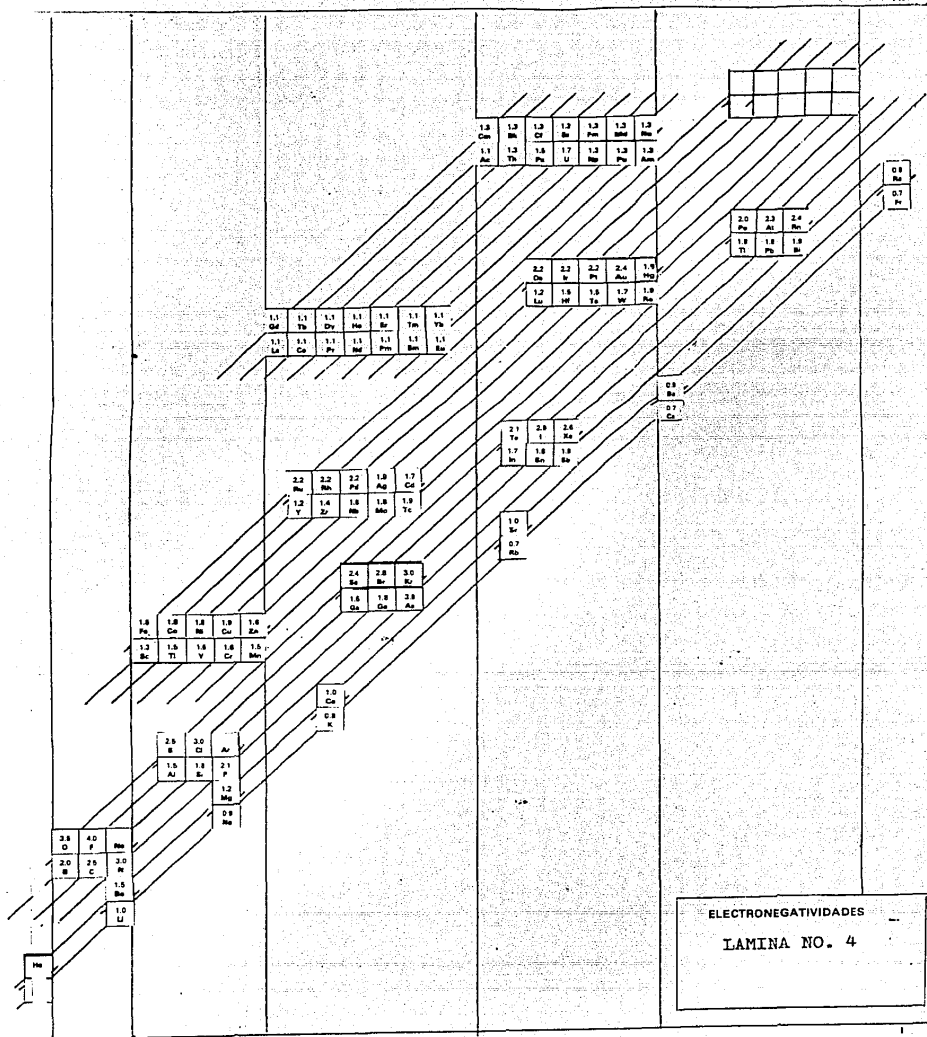 1.3 1.3 1.3 1.3 1.3 1.3 1.3
Cm Bk Cf Fm Md
1.1 1.3 1.5 1.7 1.3 1.3 1.3
Ac Th Pa U Np Pu Am
0.9
Ra
0.7
Fr
2.0 2.3 2.4
Po At Rn
1.8 1.8 1.9
Tl Pb Bi
2.2 2.2 2.2 2.4 1.9
Os Ir Pt Au Hg
1.2 1.5 1.5 1.7 1.9
Lu Hf Ta W Re
1.1 1.1 1.1 1.1 1.1 1.1 1.1
Gd Tb Dy Ho Er Tm Yb
1.1 1.1 1.1 1.1 1.1 1.1 1.1
La Ce Pr Nd Pm Sm Eu
0.9
Ba
0.7
Cs
2.1 2.6
Te I Xe
1.7 1.8 1.9
In Sn Sb
2.2 2.2 2.2 1.9 1.7
Ru Rh Pd Ag Cd
1.2 1.4 1.6 1.8 1.9
Y Zr Nb Mo Tc
1.0
Sr
0.7
Rb
2.4 2.8 3.0
Se Br Kr
1.6 1.8
Ga Ge As
1.8 1.8 1.8 1.9 1.6
Fe Co Ni Cu Zn
1.3 1.5 1.6 1.6 1.5
Sc Ti V Cr Mn
1.0
Ca
0.8
K
2.5 3.0
S Cl Ar
1.5 1.8 2.1
Al Si P
1.2
Mg
0.9
Na
3.5 4.0
O F Ne
2.0 2.5 3.0
B C N
1.5
Be
1.0
Li
He
ELECTRONEGATIVIDADES
LAMINA NO. 4